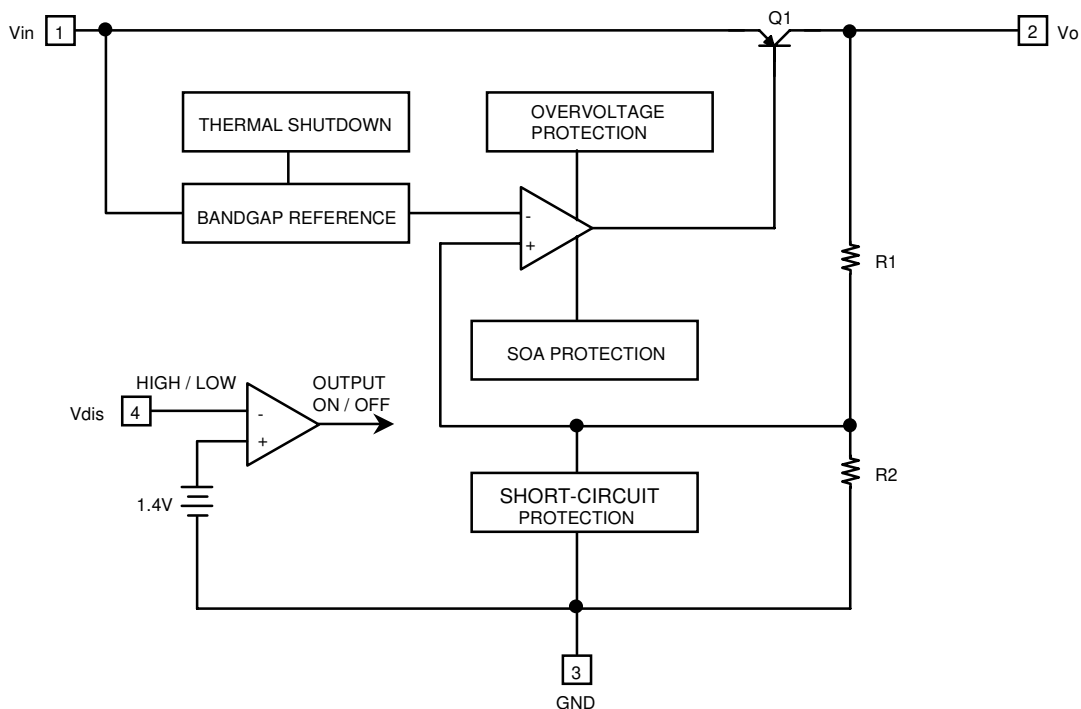 Q1
Vin 1
2 Vo
THERMAL SHUTDOWN
OVERVOLTAGE
PROTECTION
BANDGAP REFERENCE
-
+
R1
SOA PROTECTION
HIGH / LOW
OUTPUT
ON / OFF
Vdis 4
-
+
1.4V
R2
SHORT-CIRCUIT
PROTECTION
3
GND